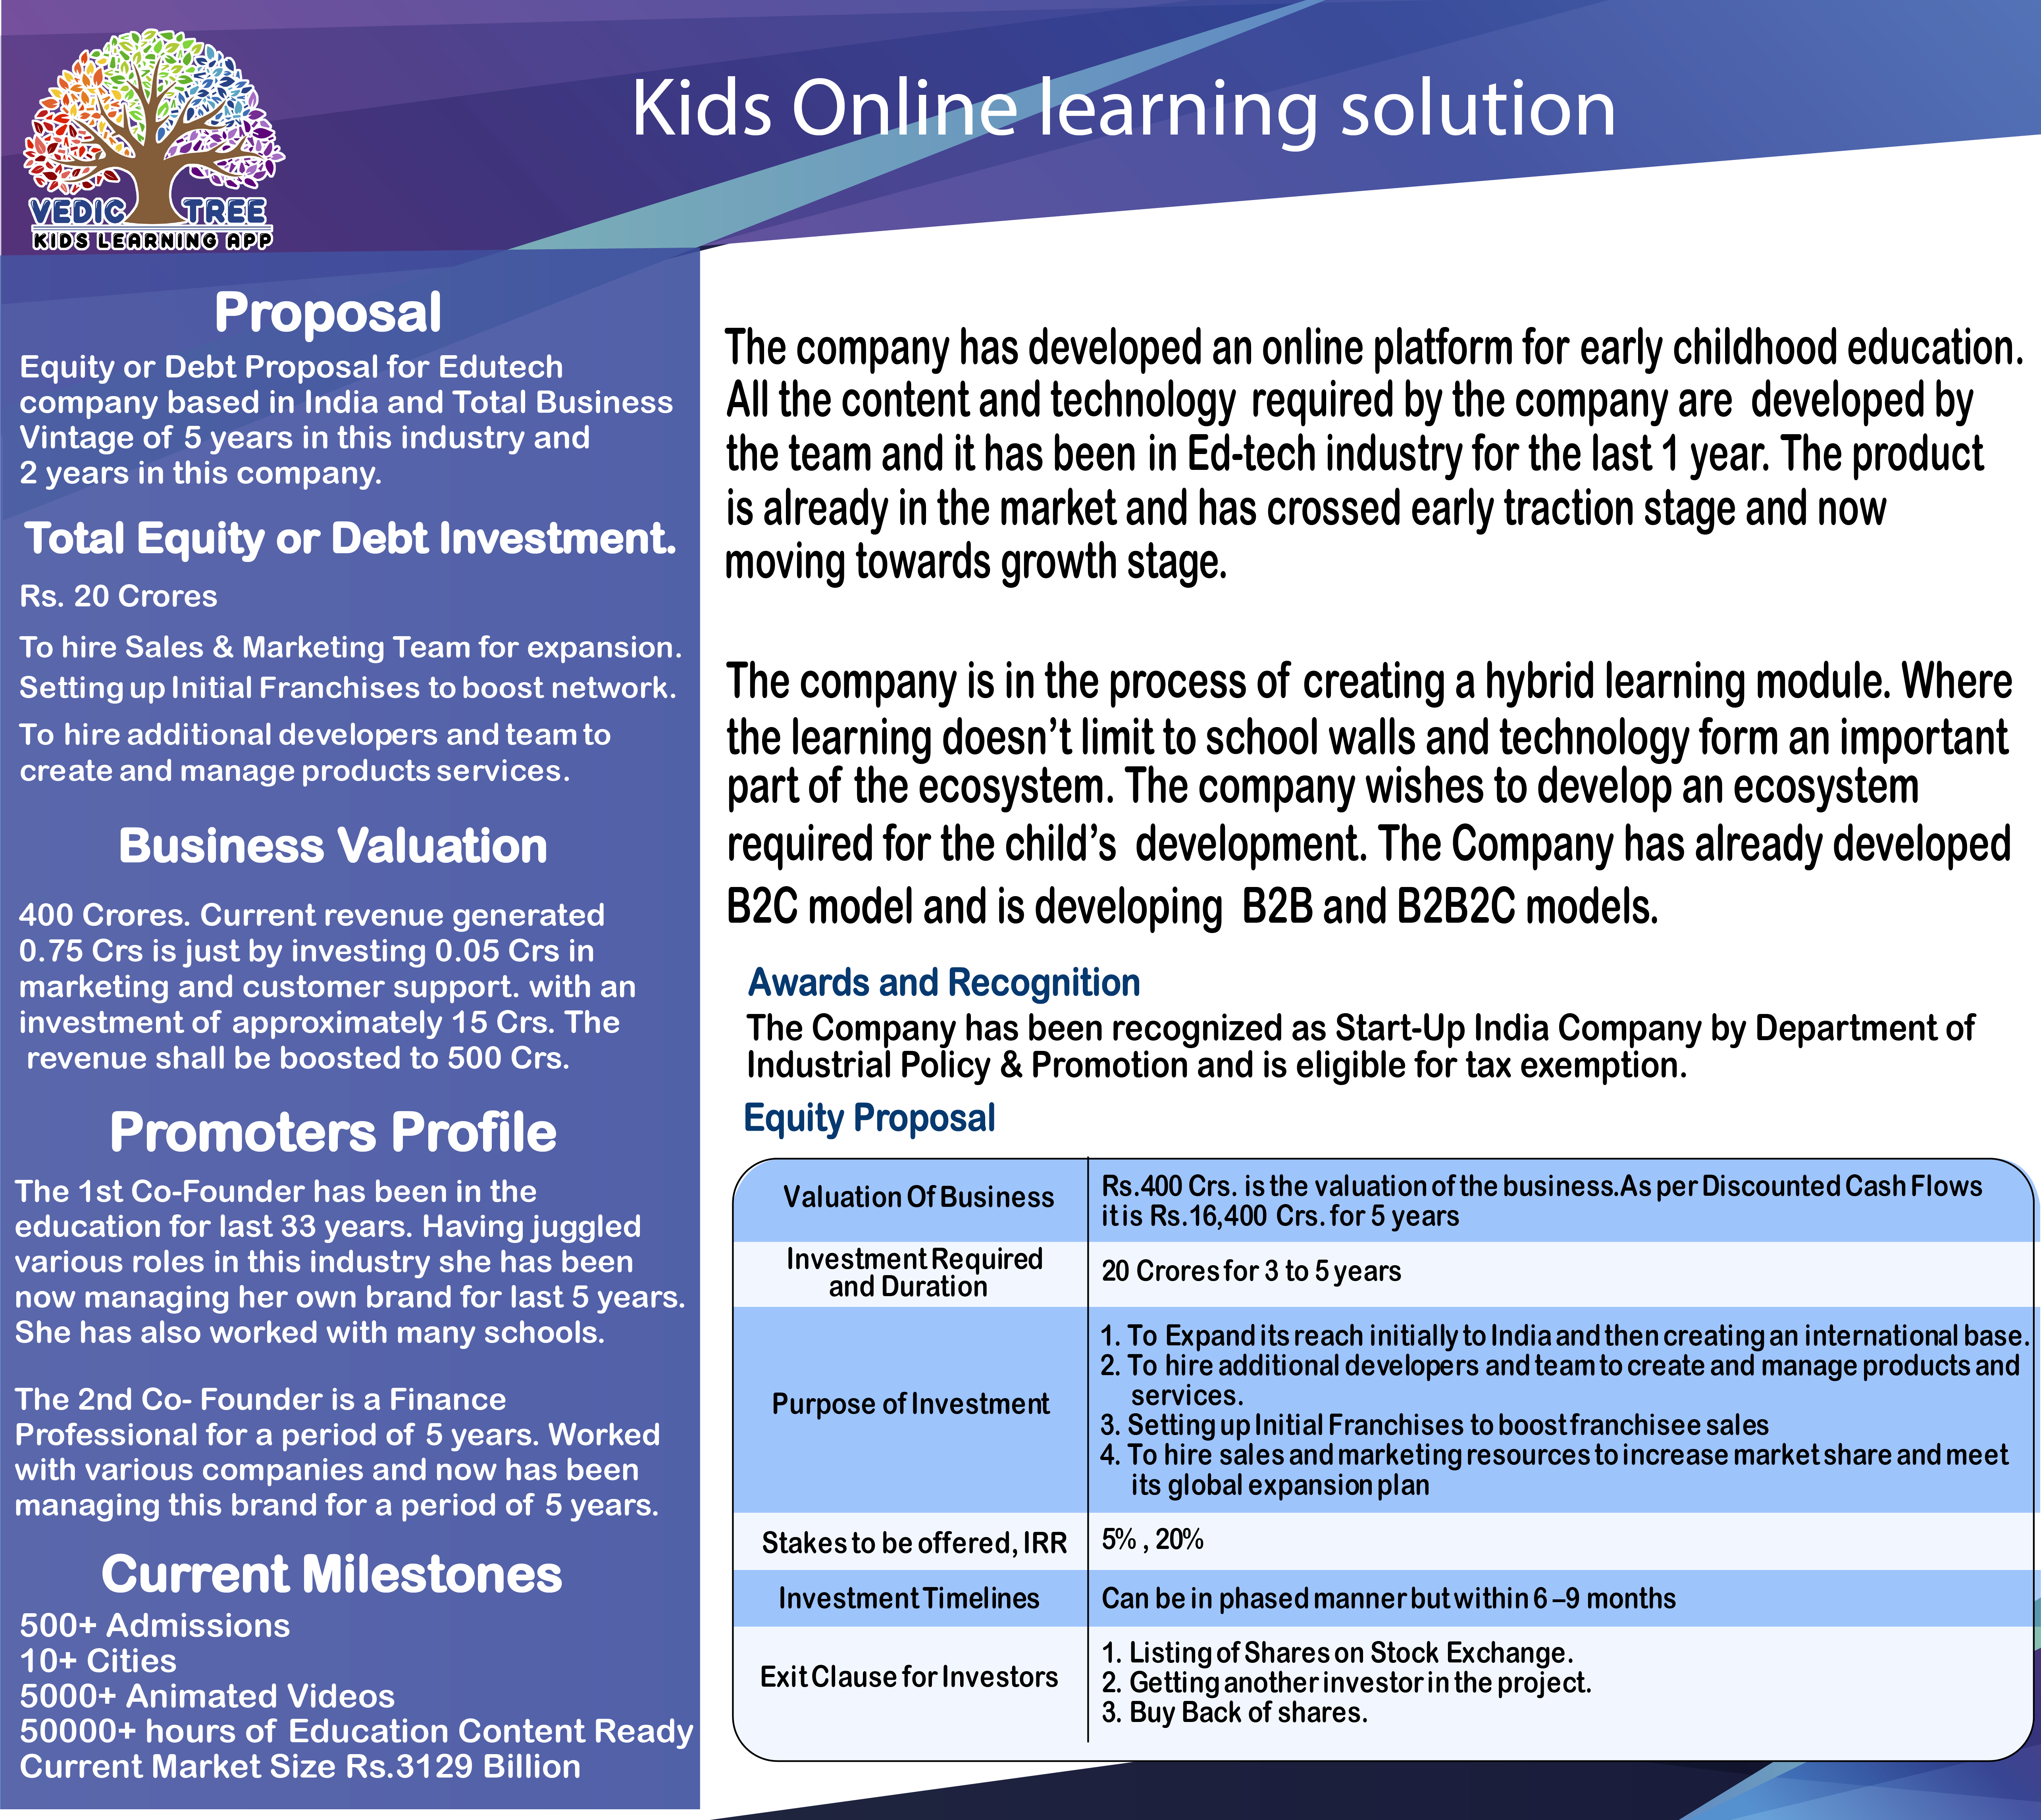 VEDIC TREE
KIDS LEARNING APP
Kids Online learning solution
Proposal
Equity or Debt Proposal for Edutech
company based in India and Total Business
Vintage of 5 years in this industry and
2 years in this company.
Total Equity or Debt Investment.
Rs. 20 Crores
To hire Sales & Marketing Team for expansion.
Setting up Initial Franchises to boost network.
To hire additional developers and team to
create and manage products services.
Business Valuation
400 Crores. Current revenue generated
0.75 Crs is just by investing 0.05 Crs in
marketing and customer support. with an
investment of approximately 15 Crs. The
revenue shall be boosted to 500 Crs.
Promoters Profile
The 1st Co-Founder has been in the
education for last 33 years. Having juggled
various roles in this industry she has been
now managing her own brand for last 5 years.
She has also worked with many schools.
The 2nd Co- Founder is a Finance
Professional for a period of 5 years. Worked
with various companies and now has been
managing this brand for a period of 5 years.
Current Milestones
500+ Admissions
10+ Cities
5000+ Animated Videos
50000+ hours of Education Content Ready
Current Market Size Rs.3129 Billion
The company has developed an online platform for early childhood education.
All the content and technology required by the company are developed by
the team and it has been in Ed-tech industry for the last 1 year. The product
is already in the market and has crossed early traction stage and now
moving towards growth stage.
The company is in the process of creating a hybrid learning module. Where
the learning doesn’t limit to school walls and technology form an important
part of the ecosystem. The company wishes to develop an ecosystem
required for the child’s development. The Company has already developed
B2C model and is developing B2B and B2B2C models.
Awards and Recognition
The Company has been recognized as Start-Up India Company by Department of
Industrial Policy & Promotion and is eligible for tax exemption.
Equity Proposal
Valuation Of Business
Rs.400 Crs. is the valuation of the business.As per Discounted Cash Flows
it is Rs.16,400 Crs. for 5 years
Investment Required
and Duration
20 Crores for 3 to 5 years
Purpose of Investment
1. To Expand its reach initially to India and then creating an international base.
2. To hire additional developers and team to create and manage products and
services.
3. Setting up Initial Franchises to boost franchisee sales
4. To hire sales and marketing resources to increase market share and meet
its global expansion plan
Stakes to be offered, IRR
5% , 20%
Investment Timelines
Can be in phased manner but within 6 –9 months
Exit Clause for Investors
1. Listing of Shares on Stock Exchange.
2. Getting another investor in the project.
3. Buy Back of shares.